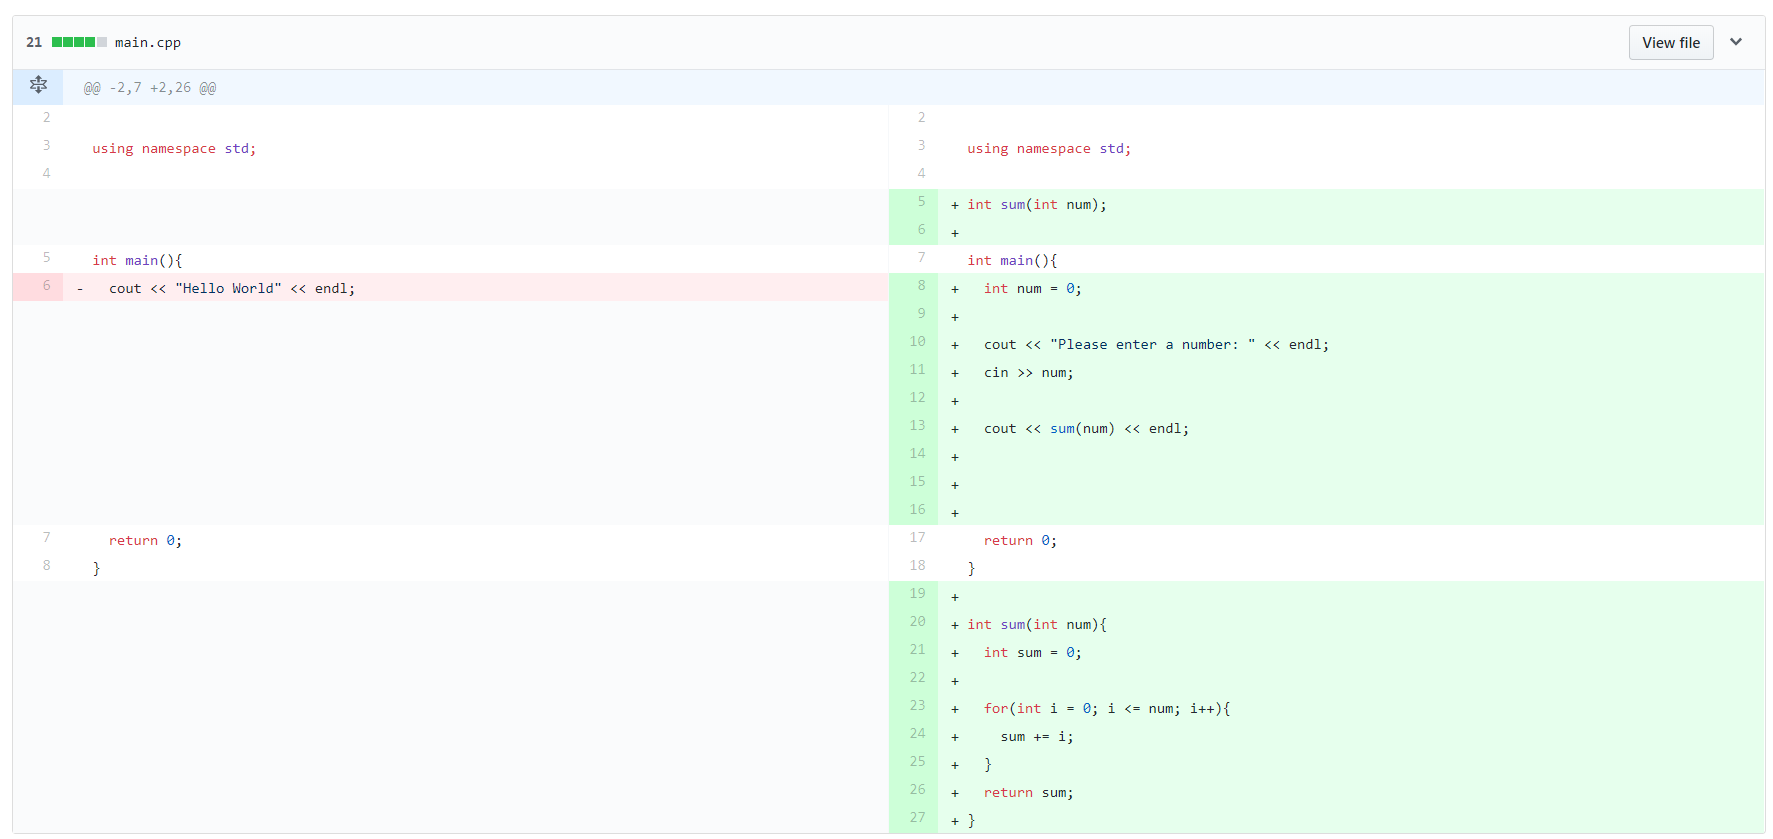 21 main.cpp View file
@@ -2,7 +2,26 @@
2 2
3 using namespace std; 3 using namespace std;
4 4
5 + int sum(int num);
6 +
5 int main(){ 7 int main(){
6 - cout << "Hello World" << endl; 8 + int num = 0;
9 +
10 + cout << "Please enter a number: " << endl;
11 + cin >> num;
12 +
13 + cout << sum(num) << endl;
14 +
15 +
16 +
7 return 0; 17 return 0;
8 } 18 }
19 +
20 + int sum(int num){
21 + int sum = 0;
22 +
23 + for(int i = 0; i <= num; i++){
24 + sum += i;
25 + }
26 + return sum;
27 + }